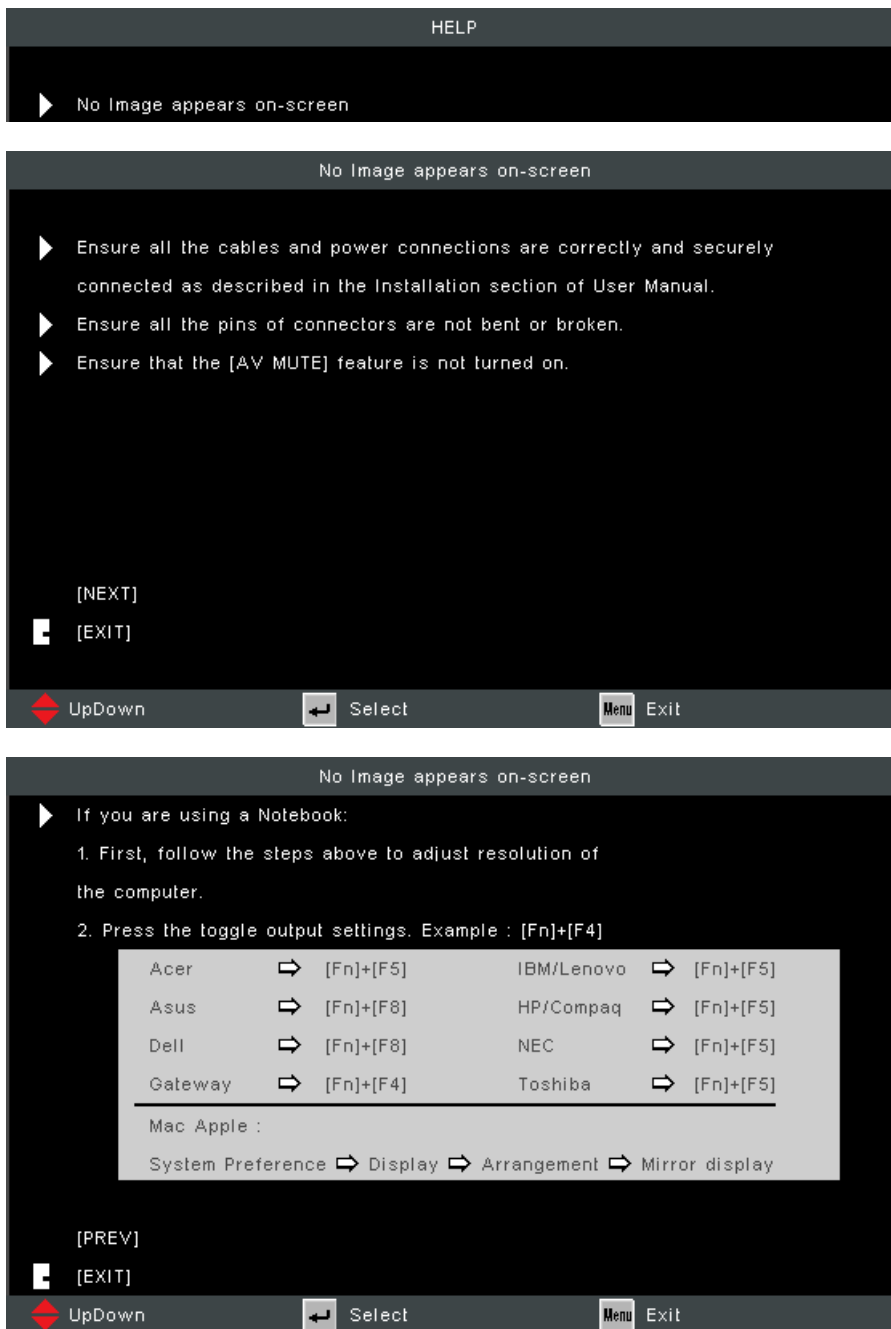 HELP
No Image appears on-screen
No Image appears on-screen
Ensure all the cables and power connections are correctly and securely
connected as described in the Installation section of User Manual.
Ensure all the pins of connectors are not bent or broken.
Ensure that the [AV MUTE] feature is not turned on.
[NEXT]
[EXIT]
UpDown Select Menu Exit
No Image appears on-screen
If you are using a Notebook:
1. First, follow the steps above to adjust resolution of
the computer.
2. Press the toggle output settings. Example : [Fn]+[F4]
Acer ⇨ [Fn]+[F5] IBM/Lenovo ⇨ [Fn]+[F5]
Asus ⇨ [Fn]+[F8] HP/Compaq ⇨ [Fn]+[F5]
Dell ⇨ [Fn]+[F8] NEC ⇨ [Fn]+[F5]
Gateway ⇨ [Fn]+[F4] Toshiba ⇨ [Fn]+[F5]
Mac Apple :
System Preference ⇨ Display ⇨ Arrangement ⇨ Mirror display
[PREV]
[EXIT]
UpDown Select Menu Exit